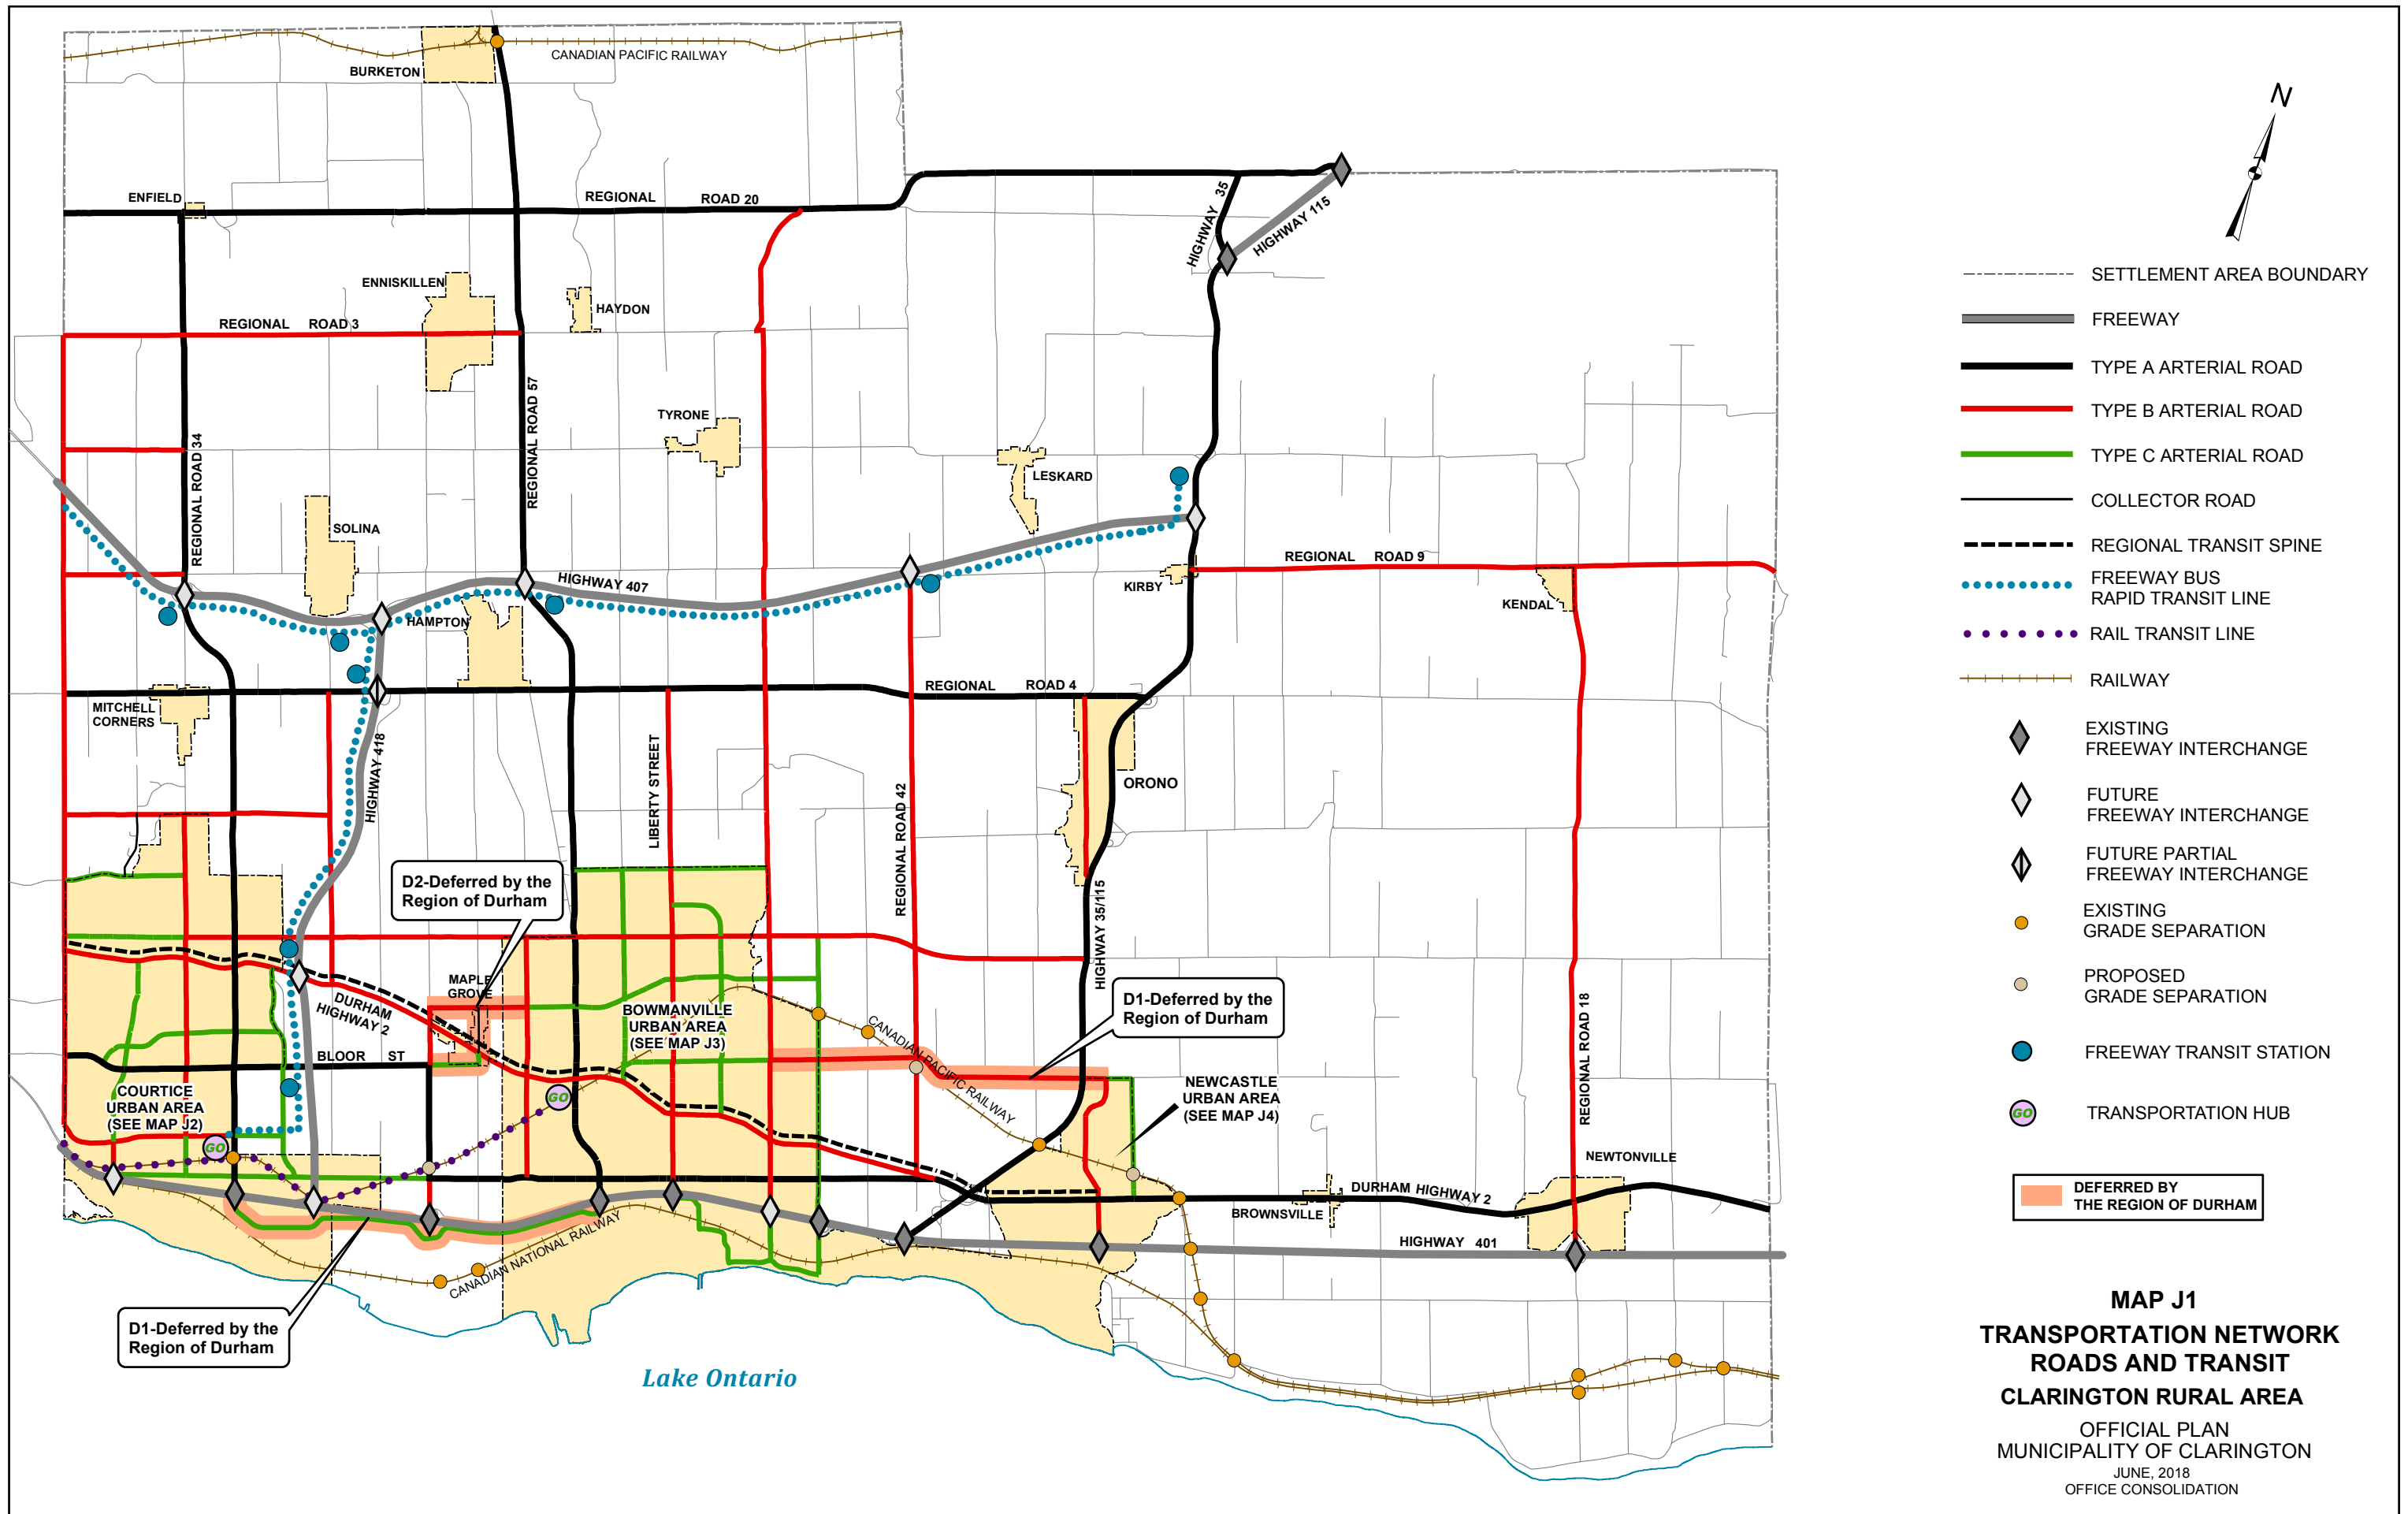 CANADIAN PACIFIC RAILWAY
BURKETON
N
ENFIELD
REGIONAL ROAD 20
HIGHWAY 35
HIGHWAY 115
ENNISKILLEN
HAYDON
REGIONAL ROAD 3
REGIONAL ROAD 57
TYRONE
REGIONAL ROAD 34
LESKARD
SOLINA
HIGHWAY 407
REGIONAL ROAD 9
KIRBY
KENDAL
HAMPTON
REGIONAL ROAD 4
MITCHELL
CORNERS
HIGHWAY 418
LIBERTY STREET
REGIONAL ROAD 42
ORONO
D2-Deferred by the
Region of Durham
HIGHWAY 35/115
MAPLE
GROVE
DURHAM
HIGHWAY 2
BOWMANVILLE
URBAN AREA
(SEE MAP J3)
CANADIAN PACIFIC RAILWAY
D1-Deferred by the
Region of Durham
BLOOR ST
REGIONAL ROAD 18
COURTICE
URBAN AREA
(SEE MAP J2)
NEWCASTLE
URBAN AREA
(SEE MAP J4)
GO
GO
NEWTONVILLE
DURHAM HIGHWAY 2
BROWNSVILLE
HIGHWAY 401
CANADIAN NATIONAL RAILWAY
D1-Deferred by the
Region of Durham
Lake Ontario
SETTLEMENT AREA BOUNDARY
FREEWAY
TYPE A ARTERIAL ROAD
TYPE B ARTERIAL ROAD
TYPE C ARTERIAL ROAD
COLLECTOR ROAD
REGIONAL TRANSIT SPINE
FREEWAY BUS
RAPID TRANSIT LINE
RAIL TRANSIT LINE
RAILWAY
EXISTING
FREEWAY INTERCHANGE
FUTURE
FREEWAY INTERCHANGE
FUTURE PARTIAL
FREEWAY INTERCHANGE
EXISTING
GRADE SEPARATION
PROPOSED
GRADE SEPARATION
FREEWAY TRANSIT STATION
GO
TRANSPORTATION HUB
DEFERRED BY
THE REGION OF DURHAM
MAP J1
TRANSPORTATION NETWORK
ROADS AND TRANSIT
CLARINGTON RURAL AREA
OFFICIAL PLAN
MUNICIPALITY OF CLARINGTON
JUNE, 2018
OFFICE CONSOLIDATION